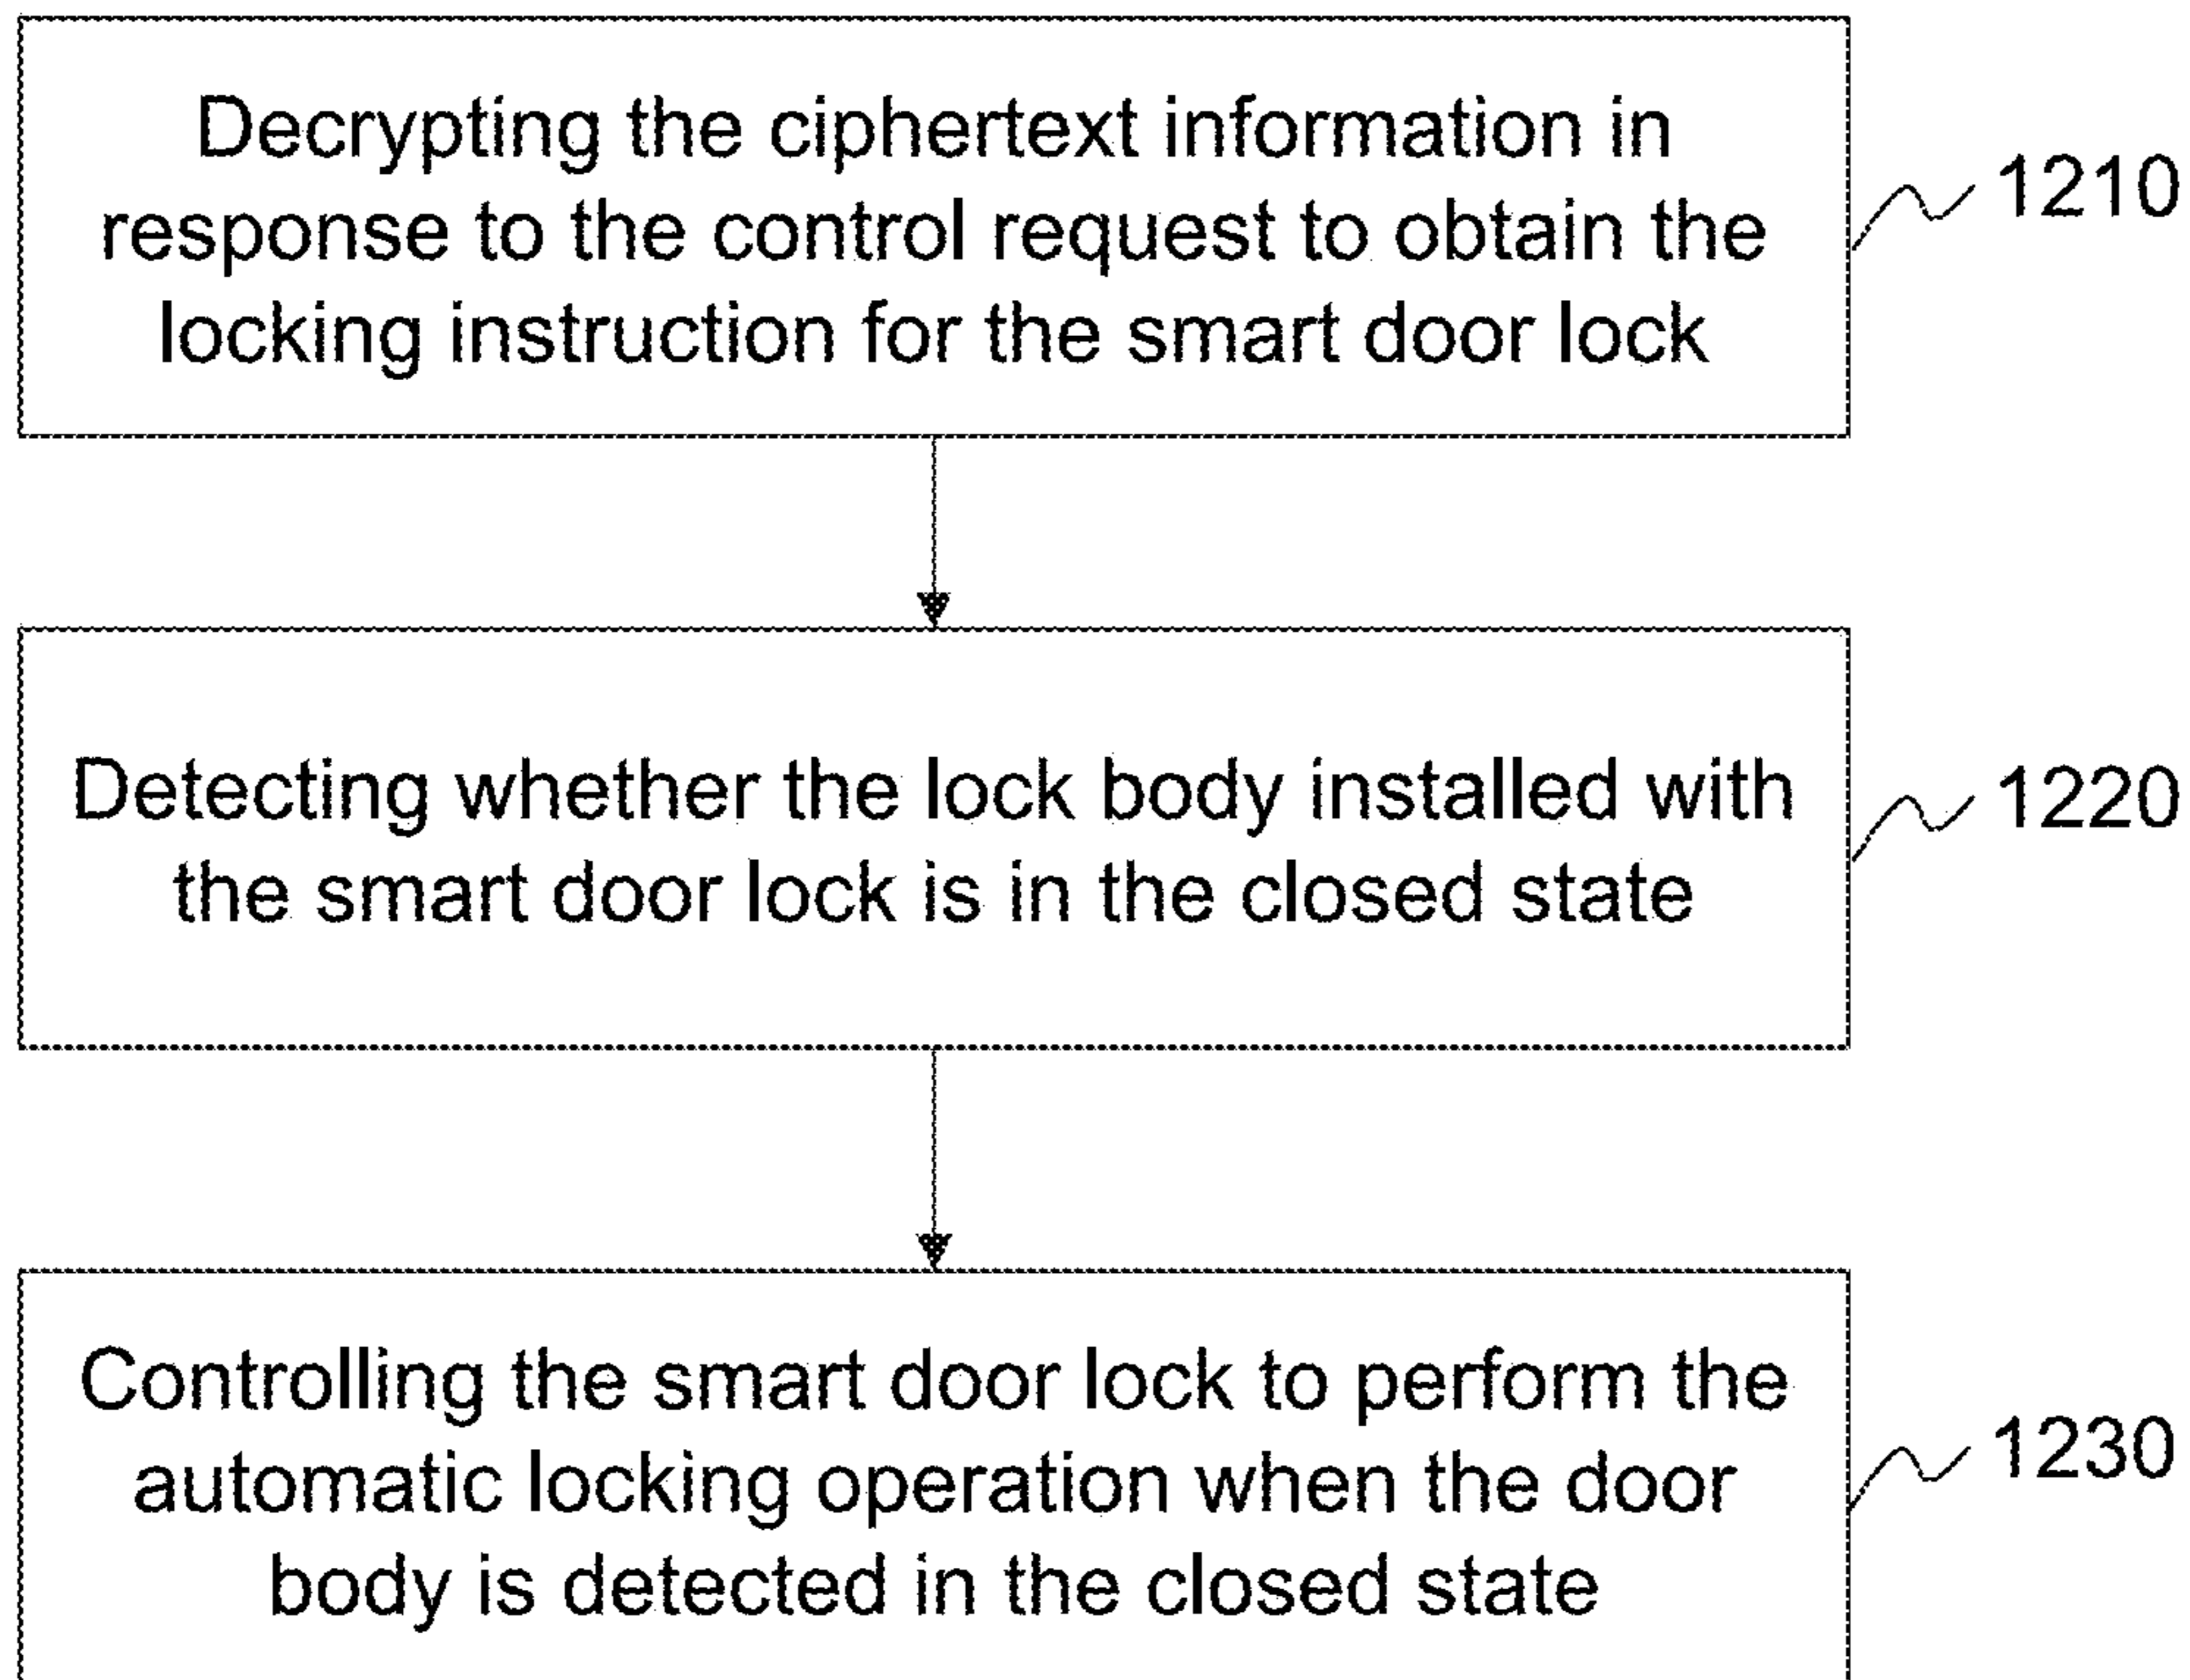 Decrypting the ciphertext information in
response to the control request to obtain the
locking instruction for the smart door lock
1210
Detecting whether the lock body installed with
the smart door lock is in the closed state
1220
Controlling the smart door lock to perform the
automatic locking operation when the door
body is detected in the closed state
1230